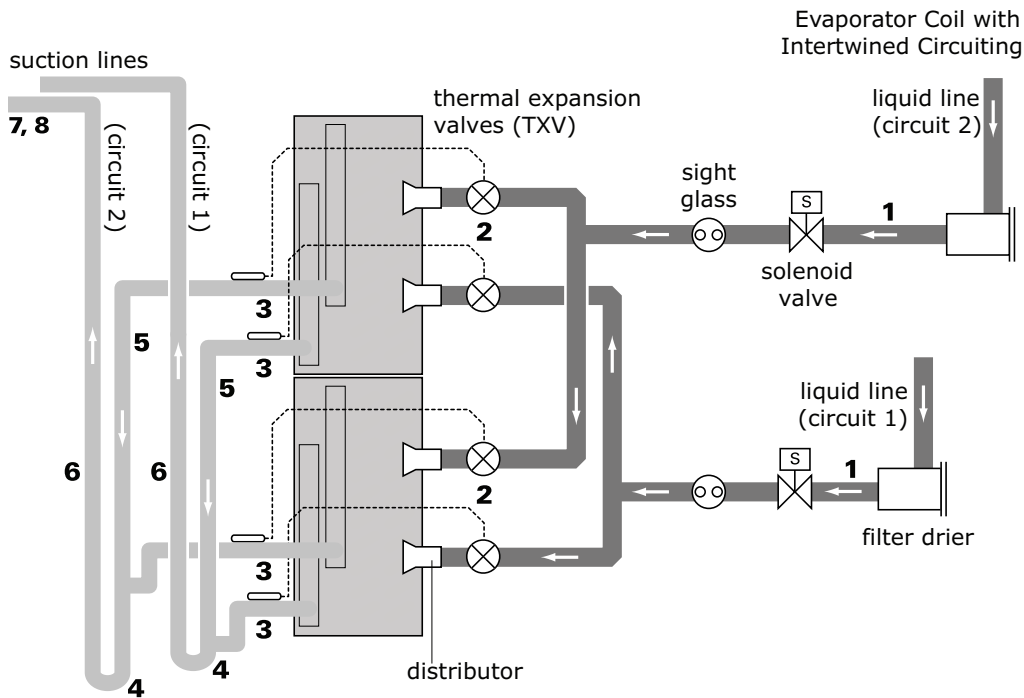 Evaporator Coil with
Intertwined Circuiting
suction lines
7, 8
(circuit 2)
(circuit 1)
thermal expansion
valves (TXV)
liquid line
(circuit 2)
sight
glass
S
1
solenoid
valve
2
3
3
5
5
liquid line
(circuit 1)
6
6
2
S
1
filter drier
3
3
4
4
distributor